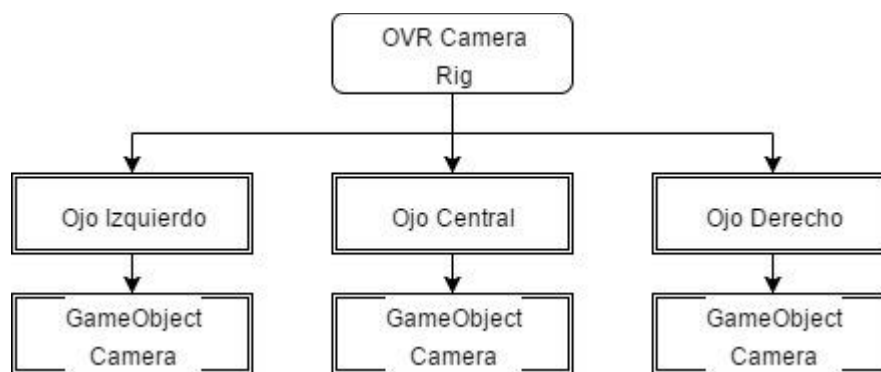 OVR Camera
Rig
Ojo Izquierdo
Ojo Central
Ojo Derecho
GameObject
Camera
GameObject
Camera
GameObject
Camera